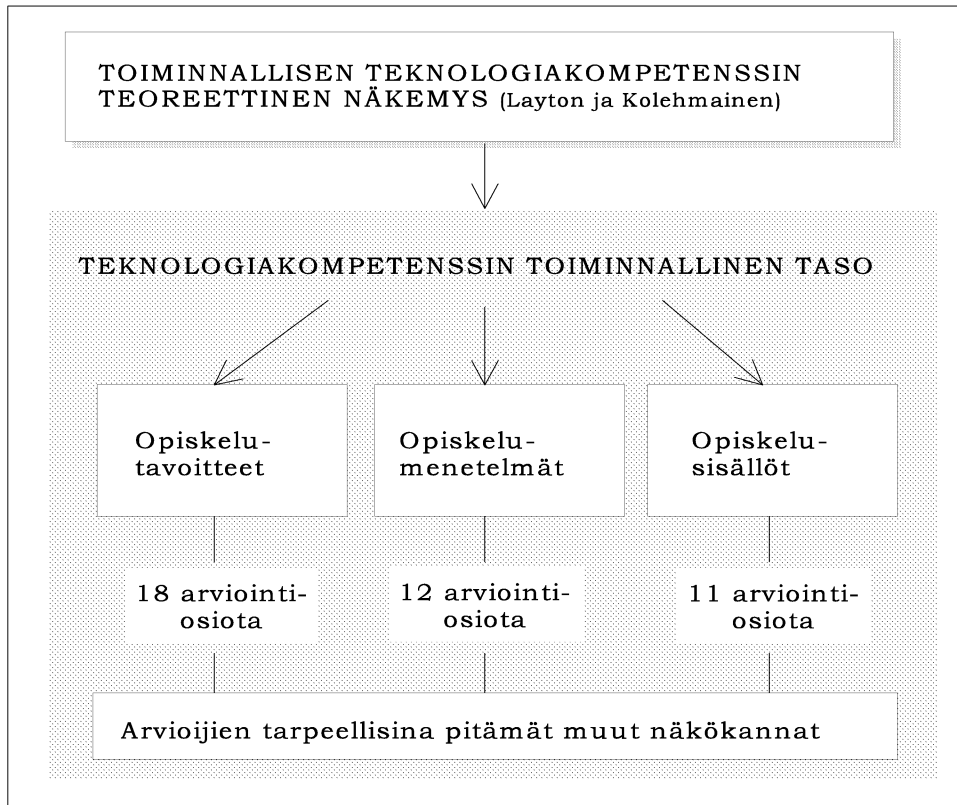 TOIMINNALLISEN TEKNOLOGIAKOMPETENSSIN
TEOREETTINEN NÄKEMYS (Layton ja Kolehmainen)
TEKNOLOGIAKOMPETENSSIN TOIMINNALLINEN TASO
Opiskelu-
tavoitteet
Opiskelu-
menetelmät
Opiskelu-
sisällöt
18 arviointi-
osiota
12 arviointi-
osiota
11 arviointi-
osiota
Arvioijien tarpeellisina pitämät muut näkökannat